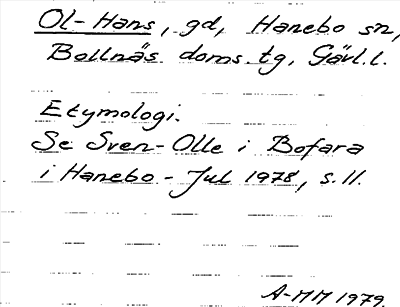 Ol-Hans, gd, Hanebo sn,
Bollnäs doms. tg, Gävl. l.
Etymologi.
Se Sven-Olle i Bofara
i Hanebo - Jul 1978, s. 11.
A-MM 1979.